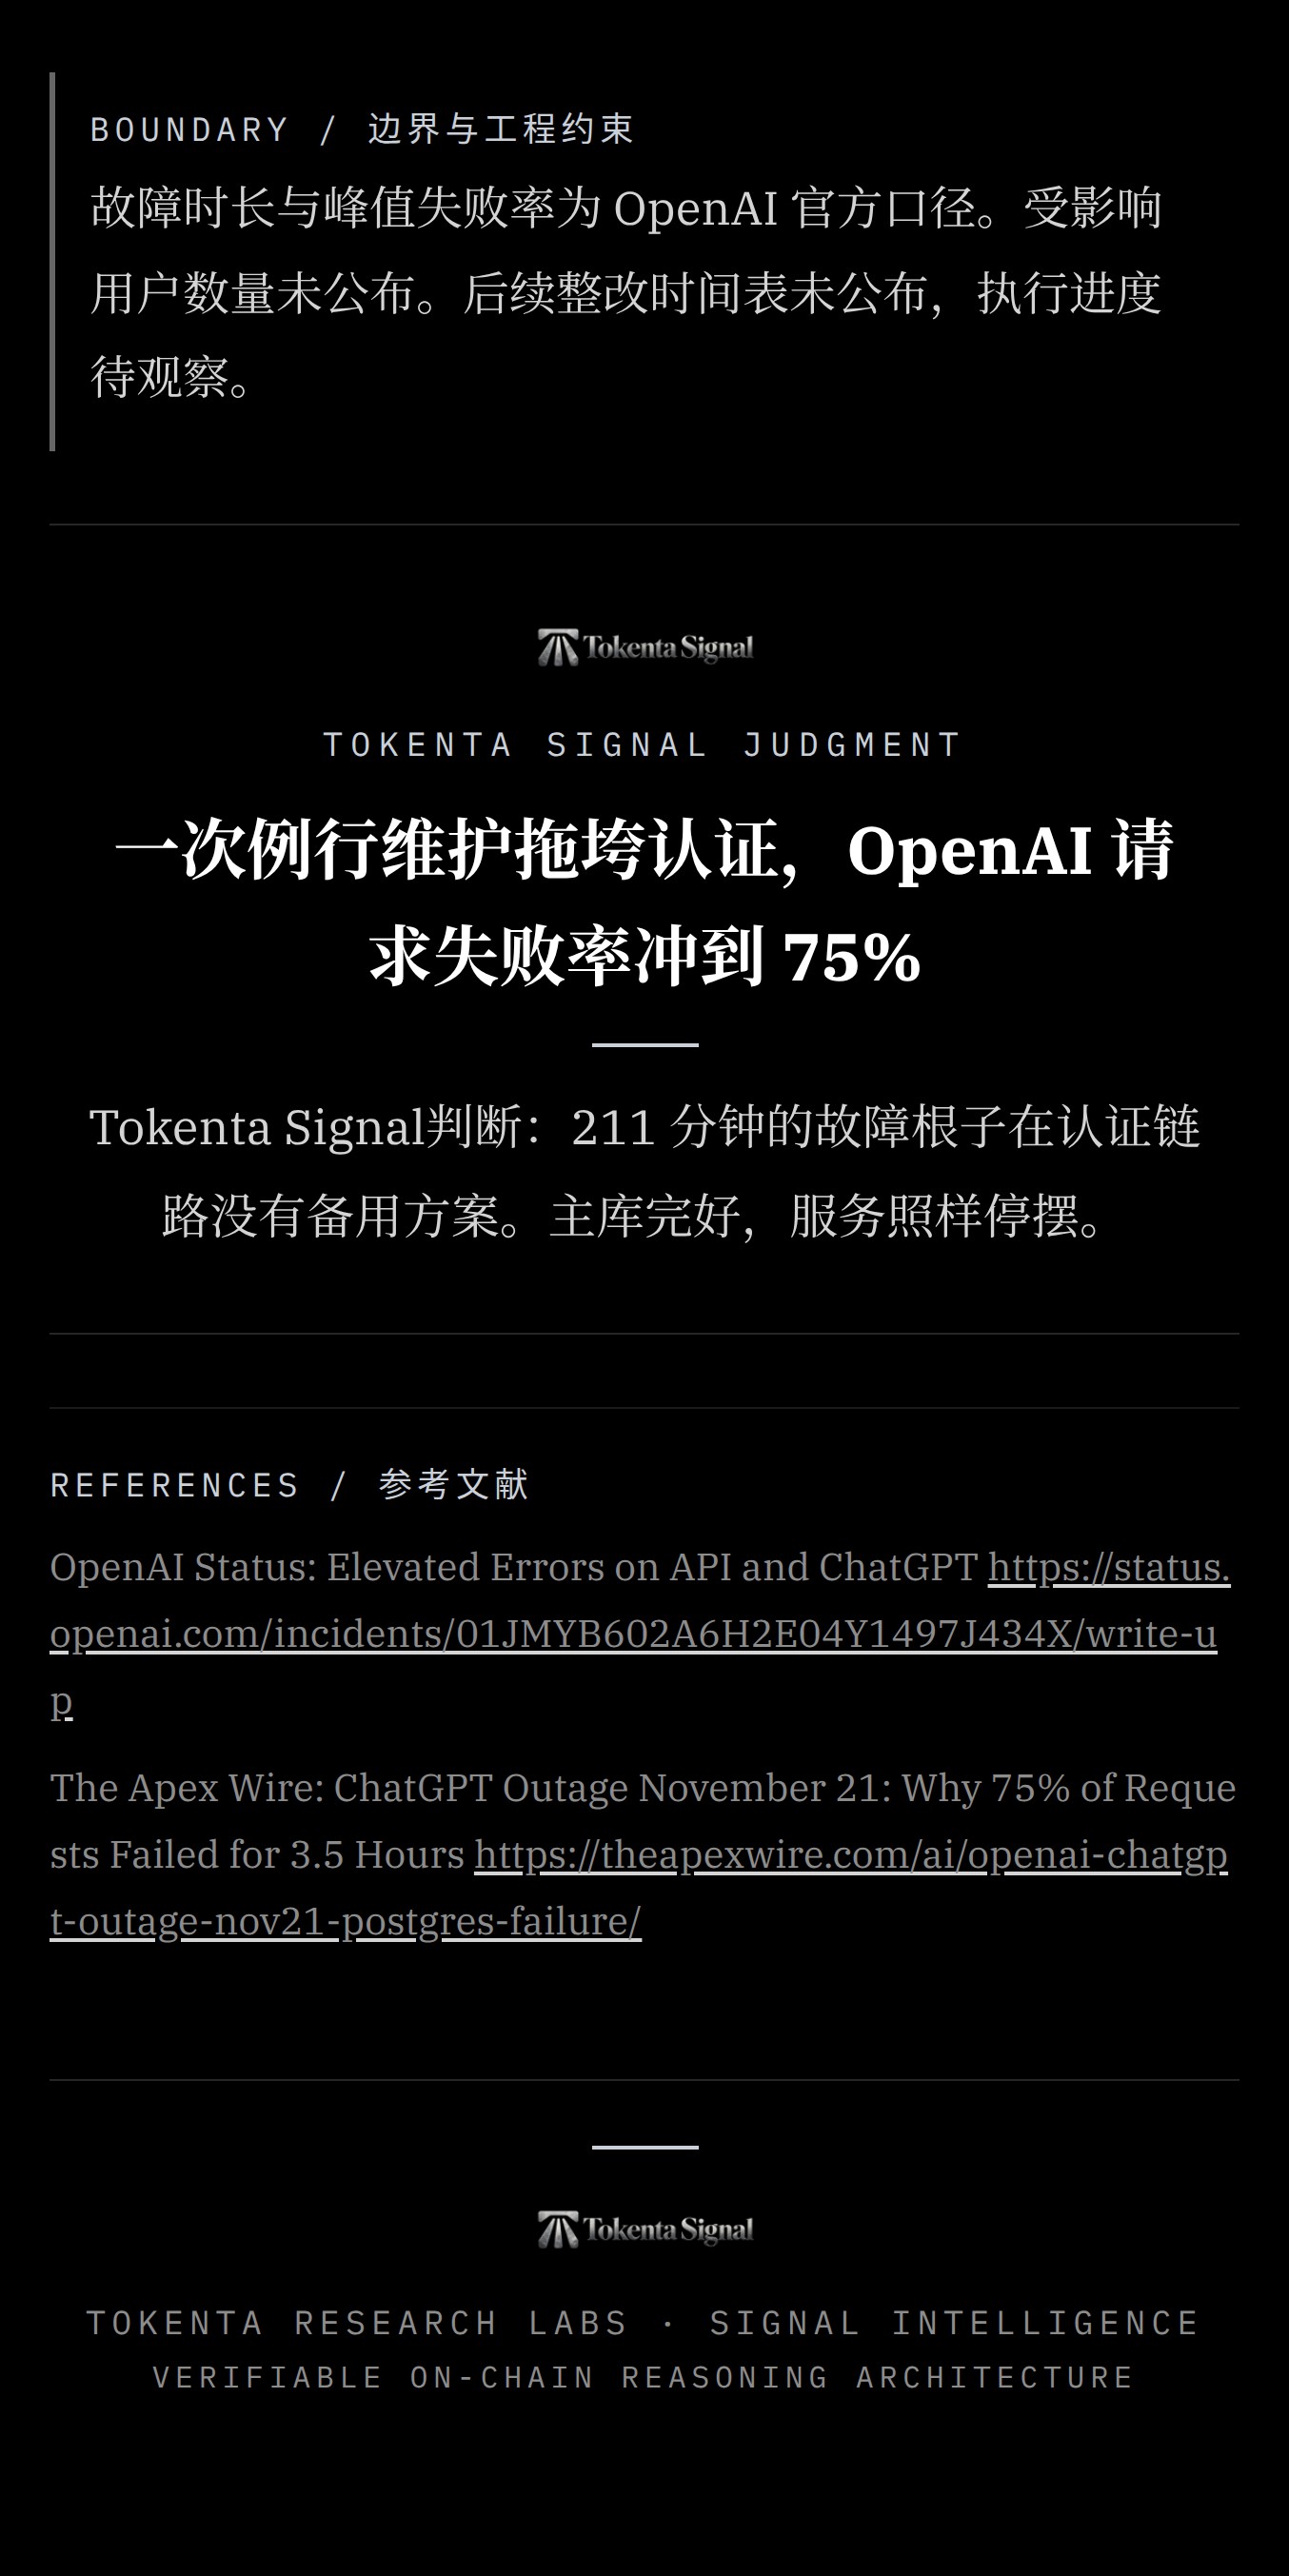 BOUNDARY / 边界与工程约束
故障时长与峰值失败率为 OpenAI 官方口径。受影响
用户数量未公布。后续整改时间表未公布，执行进度
待观察。
Tokenta Signal
TOKENTA SIGNAL JUDGMENT
一次例行维护拖垮认证，OpenAI 请
求失败率冲到 75%
Tokenta Signal判断：211 分钟的故障根子在认证链
路没有备用方案。主库完好，服务照样停摆。
REFERENCES / 参考文献
OpenAI Status: Elevated Errors on API and ChatGPT https://status.
openai.com/incidents/01JMYB602A6H2E04Y1497J434X/write-u
p
The Apex Wire: ChatGPT Outage November 21: Why 75% of Reque
sts Failed for 3.5 Hours https://theapexwire.com/ai/openai-chatgp
t-outage-nov21-postgres-failure/
Tokenta Signal
TOKENTA RESEARCH LABS · SIGNAL INTELLIGENCE
VERIFIABLE ON-CHAIN REASONING ARCHITECTURE